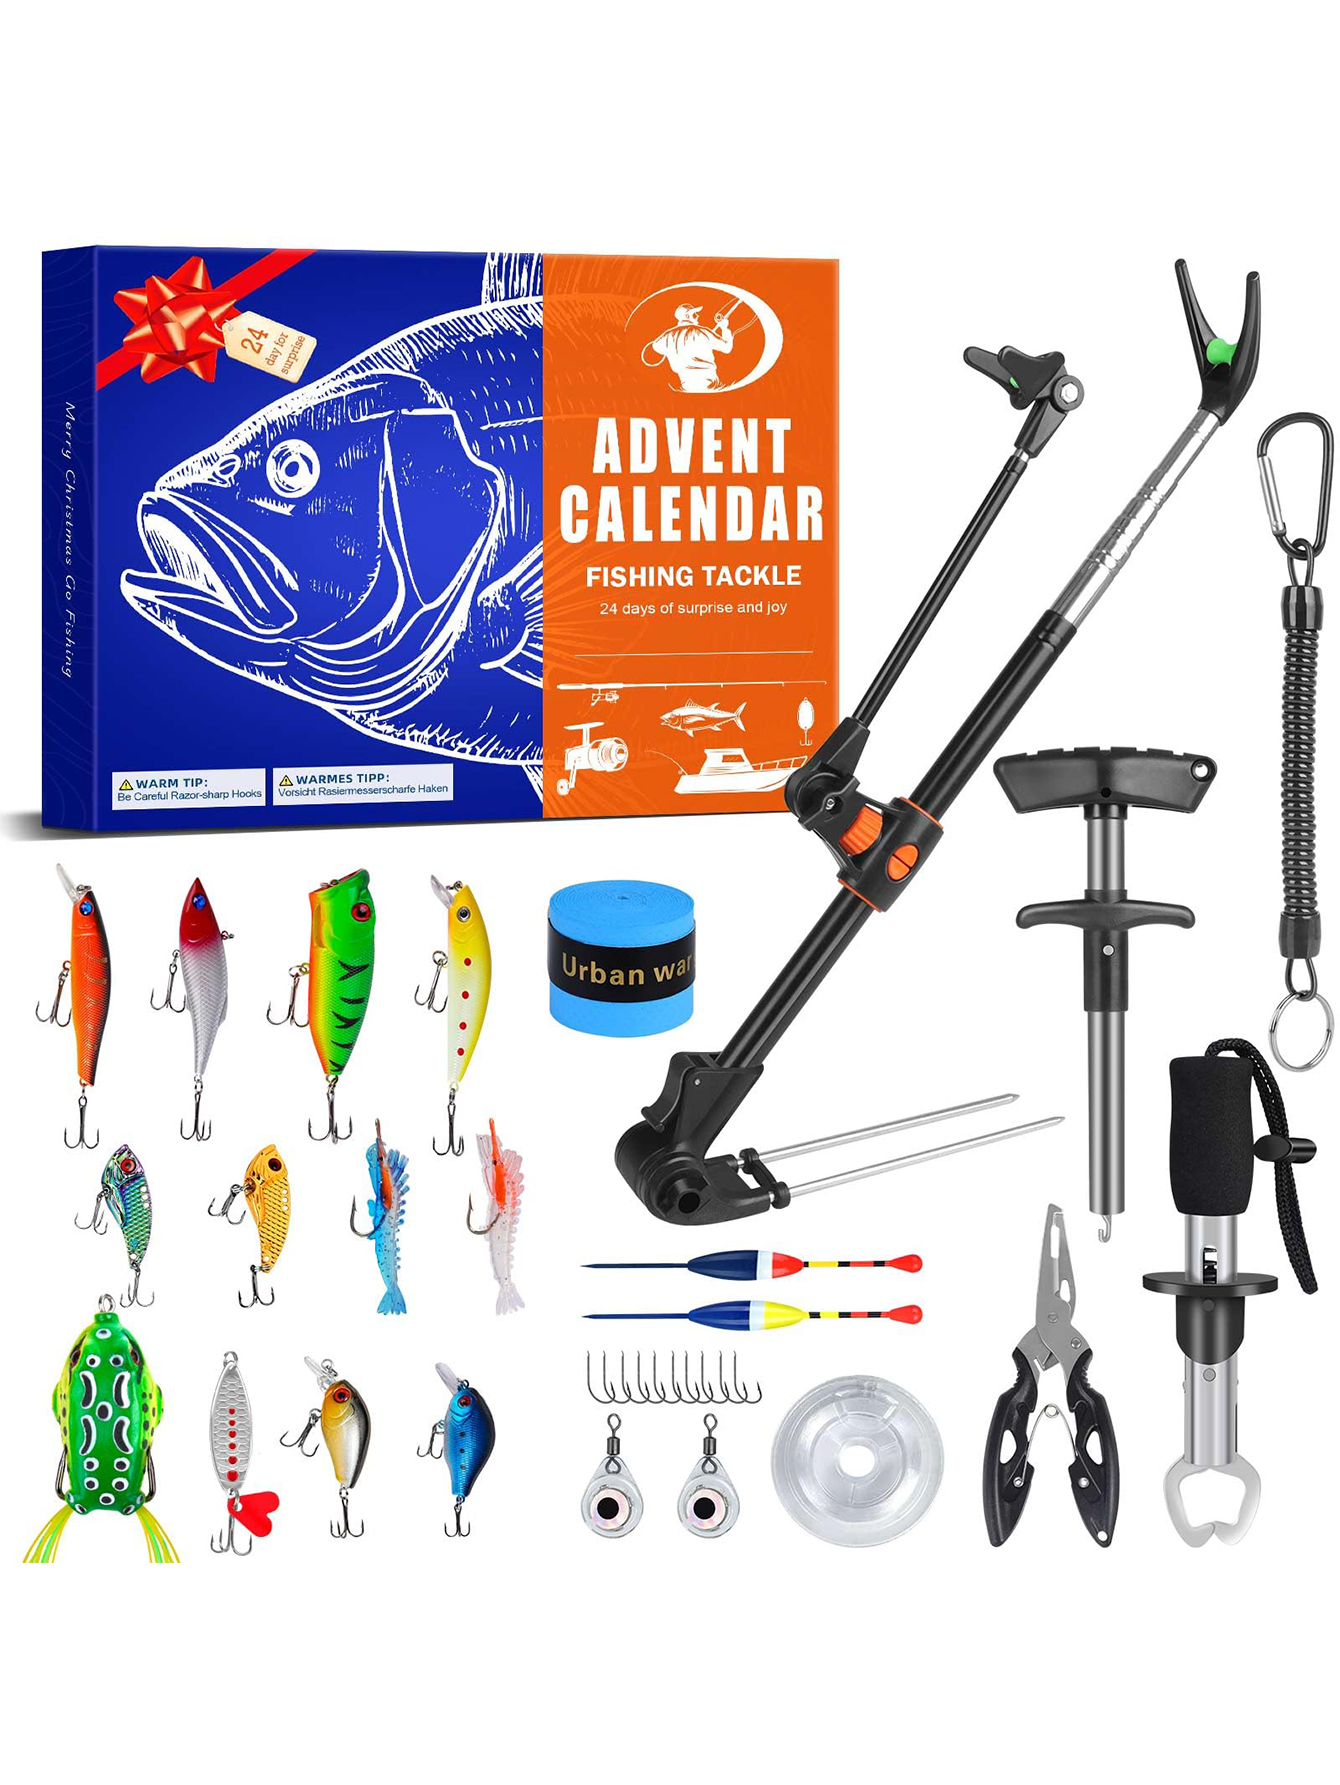 Merry Christmas Go Fishing
24
day for
surprise
ADVENT
CALENDAR
FISHING TACKLE
24 days of surprise and joy
WARM TIP:
Be Careful Razor-sharp Hooks
WARMES TIPP:
Vorsicht Rasiermesserscharfe Haken
Urban war